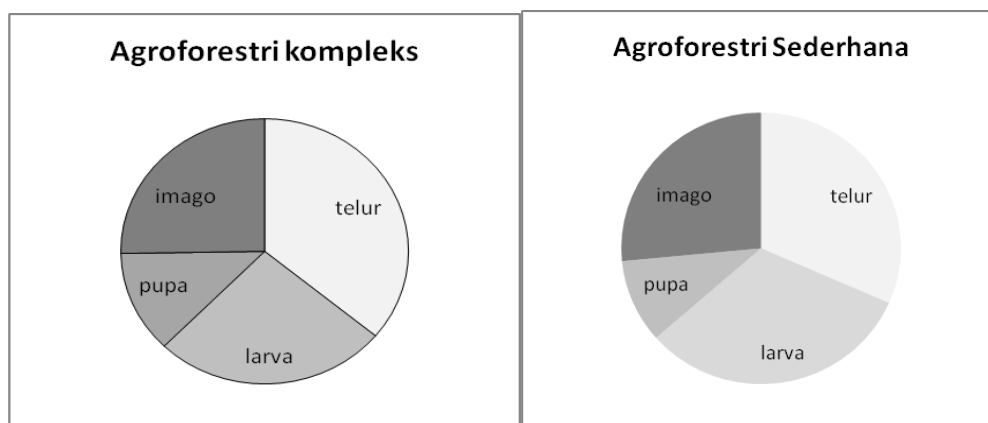 Agroforestri kompleks
imago
telur
pupa
larva
Agroforestri Sederhana
imago
telur
pupa
larva